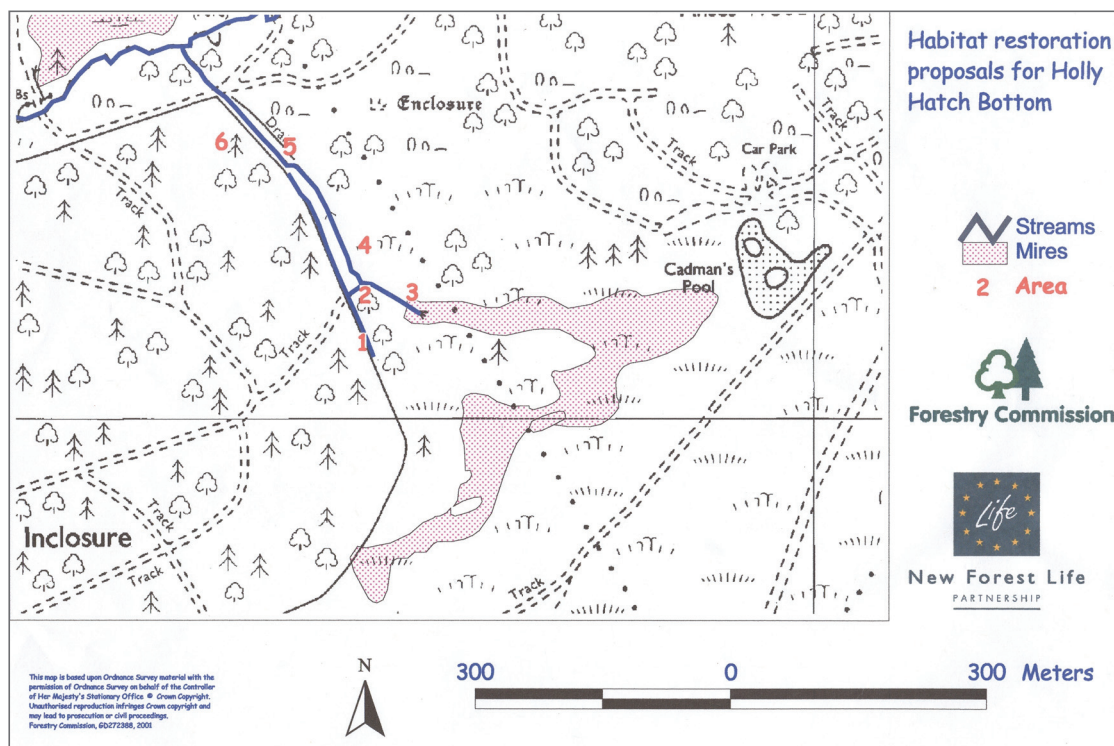 Habitat restoration
proposals for Holly
Hatch Bottom
Bs
Enclosure
Drain
6
5
Track
Car Park
Track
Track
Streams
Mires
2 Area
4
Cadman's
Pool
2
3
1
Track
Forestry Commission
Track
Inclosure
Track
Track
Life
New Forest Life
PARTNERSHIP
This map is based upon Ordnance Survey material with the
permission of Ordnance Survey on behalf of the Controller
of Her Majesty's Stationary Office © Crown Copyright.
Unauthorised reproduction infringes Crown copyright and
may lead to prosecution or civil proceedings.
Forestry Commission, GD272388, 2001
N
300 0 300 Meters